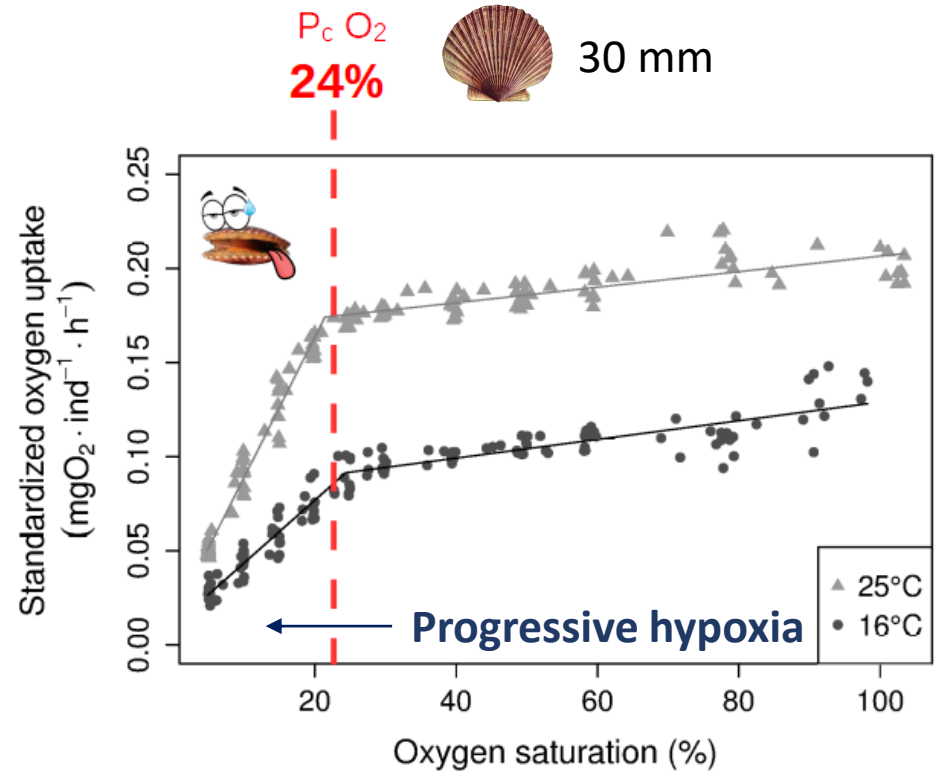 P꜀ O₂
24%
30 mm
Standardized oxygen uptake
(mgO₂ · ind⁻¹ · h⁻¹)
0.25
0.20
0.15
0.10
0.05
0.00
25°C
16°C
Progressive hypoxia
20 40 60 80 100
Oxygen saturation (%)